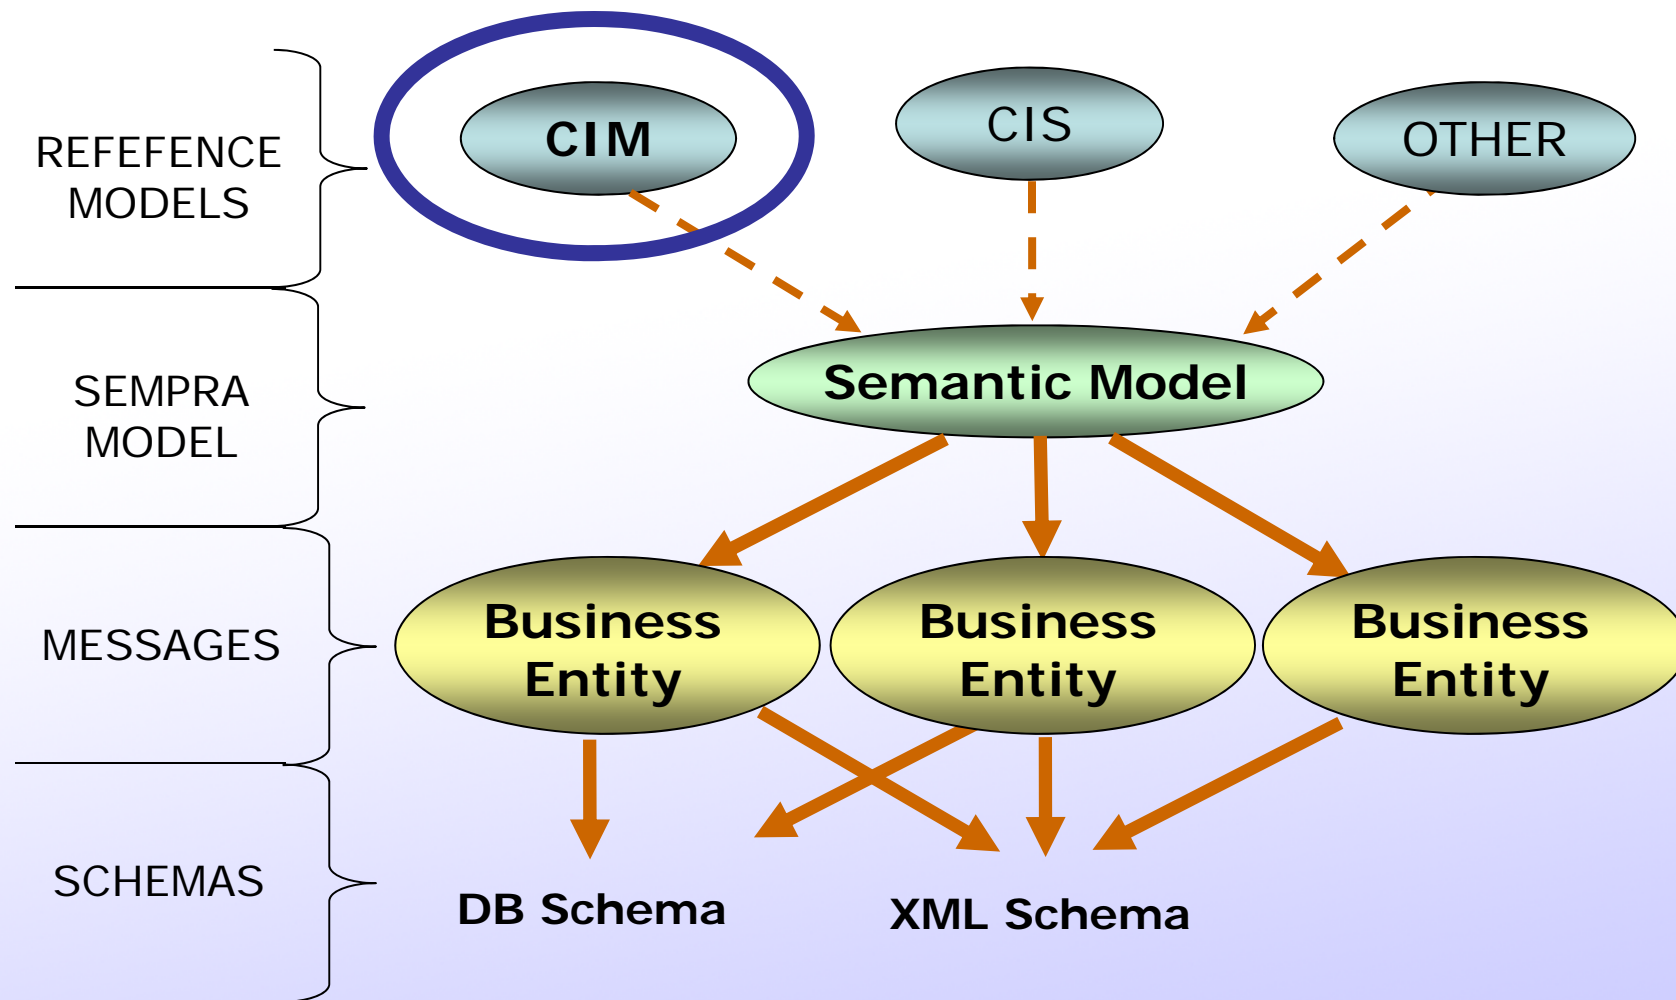 REFEFENCE
MODELS
CIM
CIS
OTHER
SEMPRA
MODEL
Semantic Model
MESSAGES
Business
Entity
Business
Entity
Business
Entity
SCHEMAS
DB Schema
XML Schema